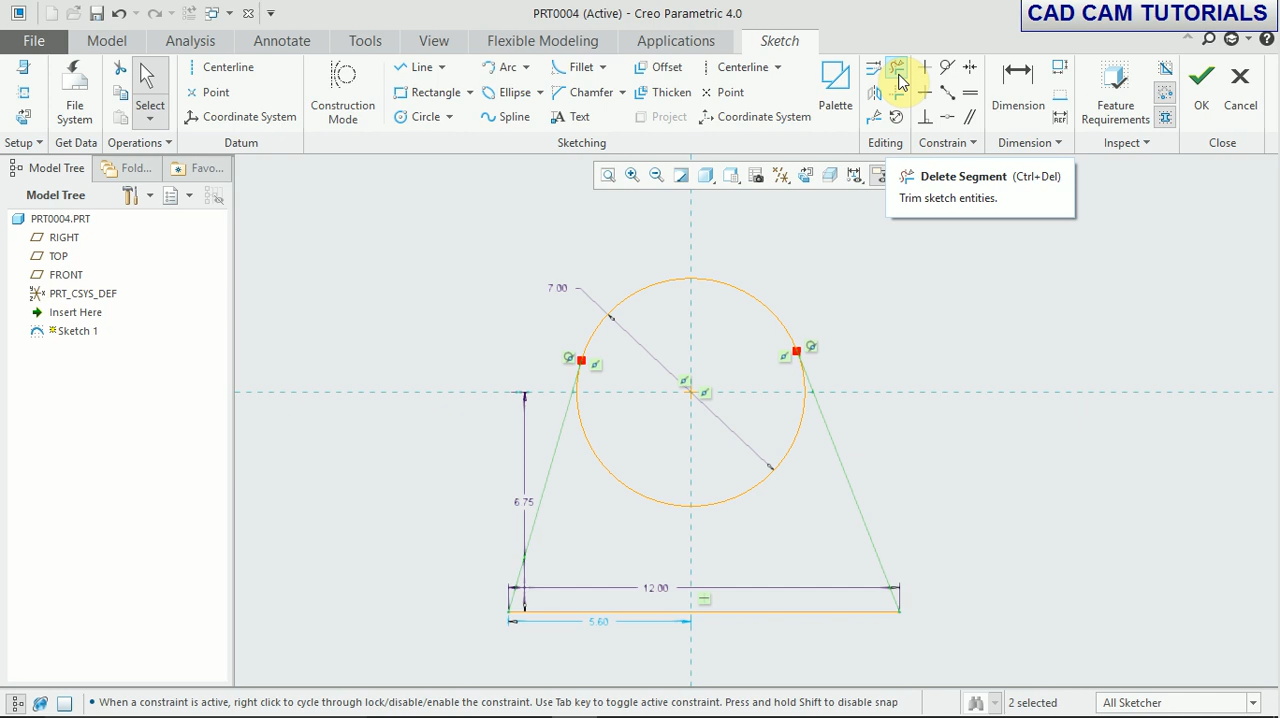 PRT0004 (Active) - Creo Parametric 4.0
CAD CAM TUTORIALS
File Model Analysis Annotate Tools View Flexible Modeling Applications Sketch
Centerline Line Arc Fillet Offset Centerline
Point Rectangle Ellipse Chamfer Thicken Point
Coordinate System Circle Spline Text Project Coordinate System
File System
Select
Construction Mode
Palette
Dimension
REF
Feature Requirements
OK
Cancel
Setup Get Data Operations Datum Sketching Editing Constrain Dimension Inspect Close
Model Tree Fold... Favo...
Model Tree
PRT0004.PRT
RIGHT
TOP
FRONT
PRT_CSYS_DEF
Insert Here
Sketch 1
Delete Segment (Ctrl+Del)
Trim sketch entities.
7.00
6.75
12.00
5.60
• When a constraint is active, right click to cycle through lock/disable/enable the constraint. Use Tab key to toggle active constraint. Press and hold Shift to disable snap
2 selected
All Sketcher